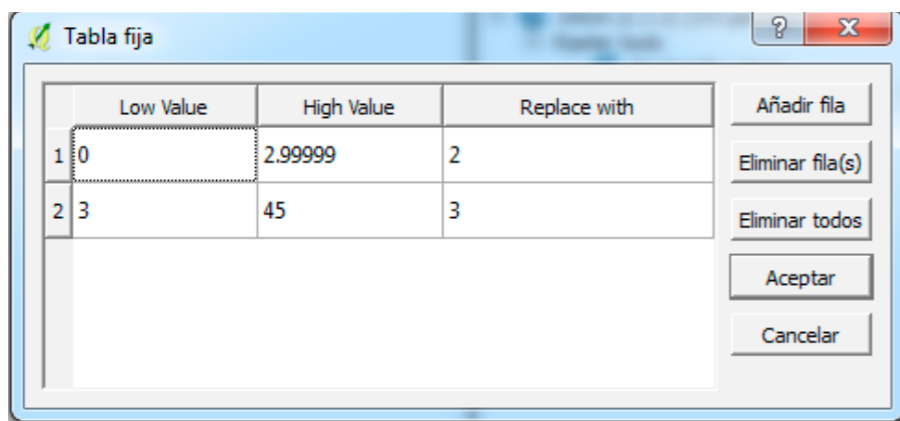 Tabla fija
Low Value High Value Replace with
1 0 2.99999 2
2 3 45 3
Añadir fila
Eliminar fila(s)
Eliminar todos
Aceptar
Cancelar